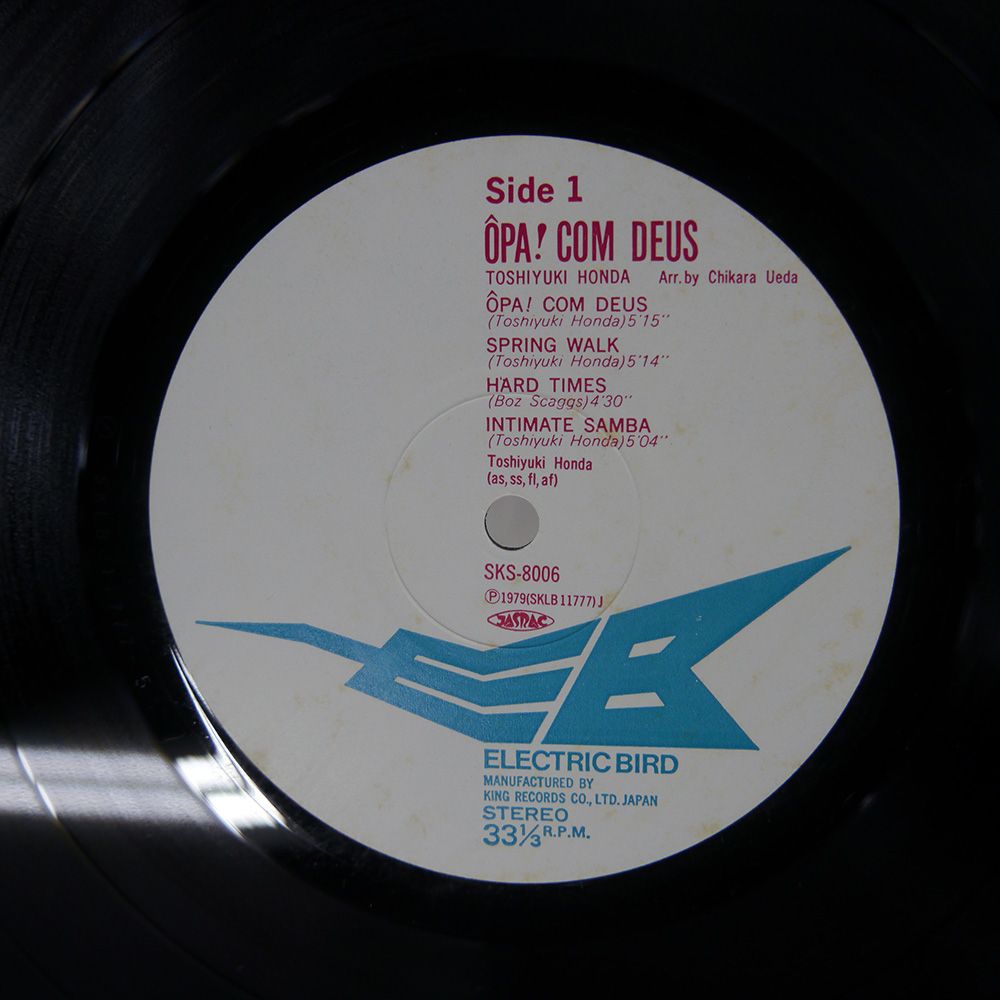 Side 1
ÔPA! COM DEUS
TOSHIYUKI HONDA Arr. by Chikara Ueda
ÔPA! COM DEUS
(Toshiyuki Honda) 5'15''
SPRING WALK
(Toshiyuki Honda) 5'14''
HARD TIMES
(Boz Scaggs) 4'30''
INTIMATE SAMBA
(Toshiyuki Honda) 5'04''
Toshiyuki Honda
(as, ss, fl, af)
SKS-8006
Ⓟ1979(SKLB11777)J
JASRAC
EB
ELECTRIC BIRD
MANUFACTURED BY
KING RECORDS CO., LTD. JAPAN
STEREO
33⅓ R.P.M.